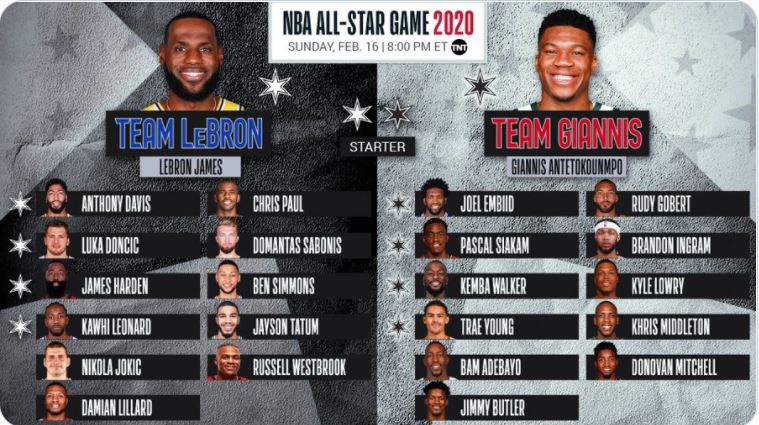 NBA ALL-STAR GAME 2020
SUNDAY, FEB. 16 | 8:00 PM ET TNT
TEAM LEBRON
LEBRON JAMES
STARTER
TEAM GIANNIS
GIANNIS ANTETOKOUNMPO
ANTHONY DAVIS
CHRIS PAUL
LUKA DONCIC
DOMANTAS SABONIS
JAMES HARDEN
BEN SIMMONS
KAWHI LEONARD
JAYSON TATUM
NIKOLA JOKIC
RUSSELL WESTBROOK
DAMIAN LILLARD
JOEL EMBIID
RUDY GOBERT
PASCAL SIAKAM
BRANDON INGRAM
KEMBA WALKER
KYLE LOWRY
TRAE YOUNG
KHRIS MIDDLETON
BAM ADEBAYO
DONOVAN MITCHELL
JIMMY BUTLER